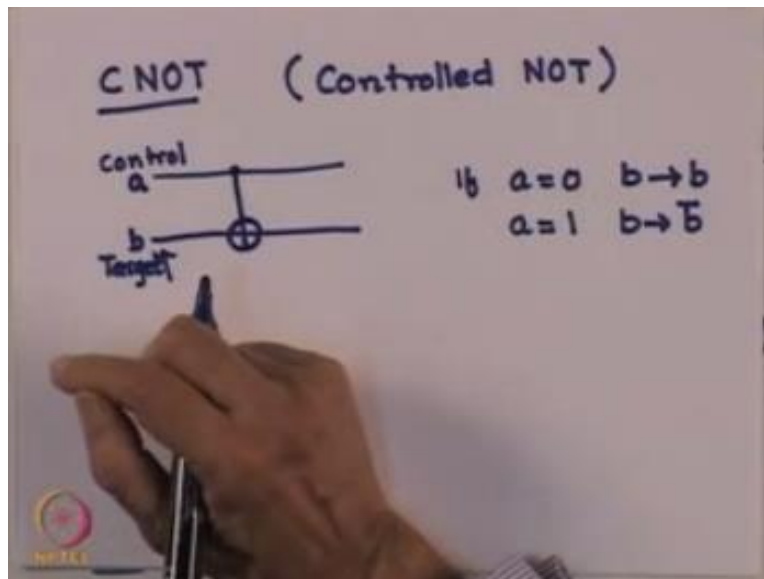 CNOT (Controlled NOT)
Control
a
If a=0 b→b
a=1 b→b̅
b
Target
NPTEL